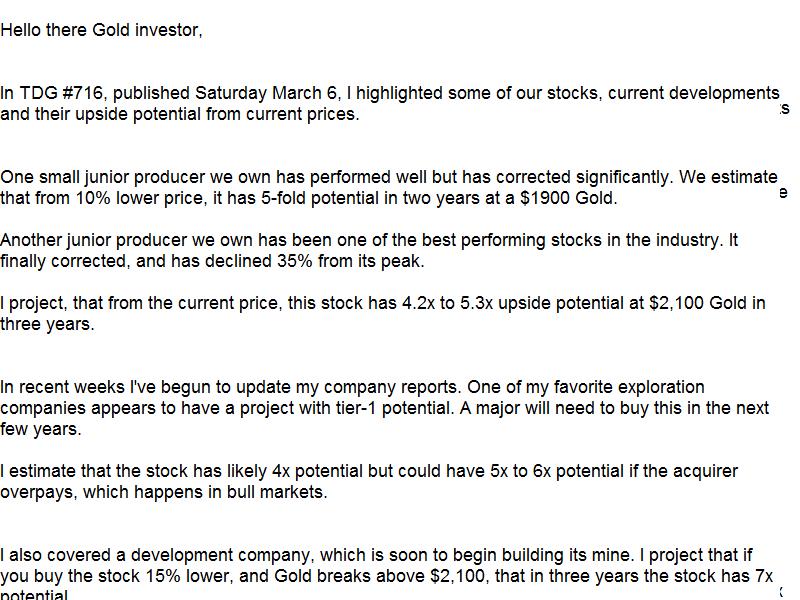 Hello there Gold investor,
In TDG #716, published Saturday March 6, I highlighted some of our stocks, current developments
s
and their upside potential from current prices.
One small junior producer we own has performed well but has corrected significantly. We estimate
e
that from 10% lower price, it has 5-fold potential in two years at a $1900 Gold.
Another junior producer we own has been one of the best performing stocks in the industry. It
finally corrected, and has declined 35% from its peak.
I project, that from the current price, this stock has 4.2x to 5.3x upside potential at $2,100 Gold in
three years.
In recent weeks I've begun to update my company reports. One of my favorite exploration
companies appears to have a project with tier-1 potential. A major will need to buy this in the next
few years.
I estimate that the stock has likely 4x potential but could have 5x to 6x potential if the acquirer
overpays, which happens in bull markets.
I also covered a development company, which is soon to begin building its mine. I project that if
you buy the stock 15% lower, and Gold breaks above $2,100, that in three years the stock has 7x
potential